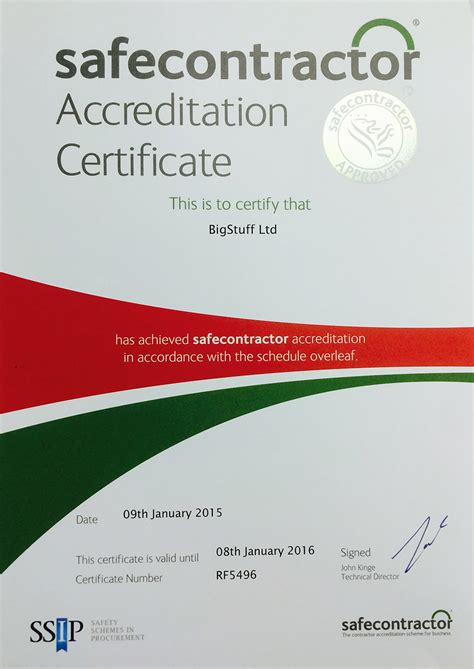 safecontractor®
Accreditation
Certificate
safecontractor
APPROVED
This is to certify that
BigStuff Ltd
has achieved safecontractor accreditation
in accordance with the schedule overleaf.
Date 09th January 2015
This certificate is valid until 08th January 2016
Certificate Number RF5496
Signed
John Kinge
Technical Director
SSIP
SAFETY
SCHEMES IN
PROCUREMENT
safecontractor
The contractor accreditation scheme for business.